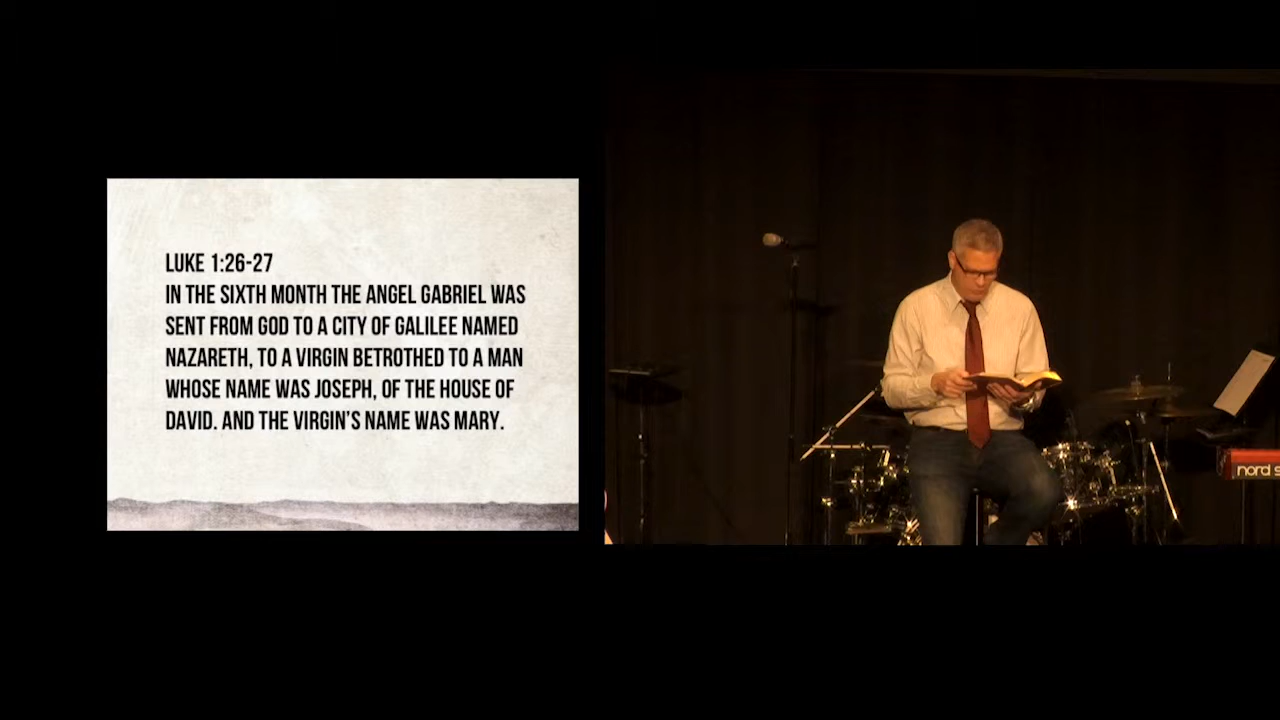 LUKE 1:26-27
IN THE SIXTH MONTH THE ANGEL GABRIEL WAS
SENT FROM GOD TO A CITY OF GALILEE NAMED
NAZARETH, TO A VIRGIN BETROTHED TO A MAN
WHOSE NAME WAS JOSEPH, OF THE HOUSE OF
DAVID. AND THE VIRGIN’S NAME WAS MARY.
nord s